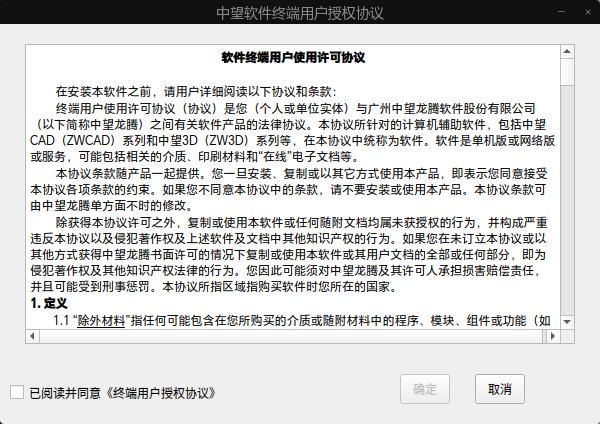 中望软件终端用户授权协议
软件终端用户使用许可协议
在安装本软件之前，请用户详细阅读以下协议和条款：
终端用户使用许可协议（协议）是您（个人或单位实体）与广州中望龙腾软件股份有限公司
（以下简称中望龙腾）之间有关软件产品的法律协议。本协议所针对的计算机辅助软件，包括中望
CAD（ZWCAD）系列和中望3D（ZW3D）系列等，在本协议中统称为软件。软件是单机版或网络版
或服务，可能包括相关的介质、印刷材料和“在线”电子文档等。
本协议条款随产品一起提供。您一旦安装、复制或以其它方式使用本产品，即表示您同意接受
本协议各项条款的约束。如果您不同意本协议中的条款，请不要安装或使用本产品。本协议条款可
由中望龙腾单方面不时的修改。
除获得本协议许可之外，复制或使用本软件或任何随附文档均属未获授权的行为，并构成严重
违反本协议以及侵犯著作权及上述软件及文档中其他知识产权的行为。如果您在未订立本协议或以
其他方式获得中望龙腾书面许可的情况下复制或使用本软件或其用户文档的全部或任何部分，即为
侵犯著作权及其他知识产权法律的行为。您因此可能须对中望龙腾及其许可人承担损害赔偿责任，
并且可能受到刑事惩罚。本协议所指区域指购买软件时您所在的国家。
1. 定义
1.1 “除外材料”指任何可能包含在您所购买的介质或随附材料中的程序、模块、组件或功能（如
已阅读并同意《终端用户授权协议》
确定
取消